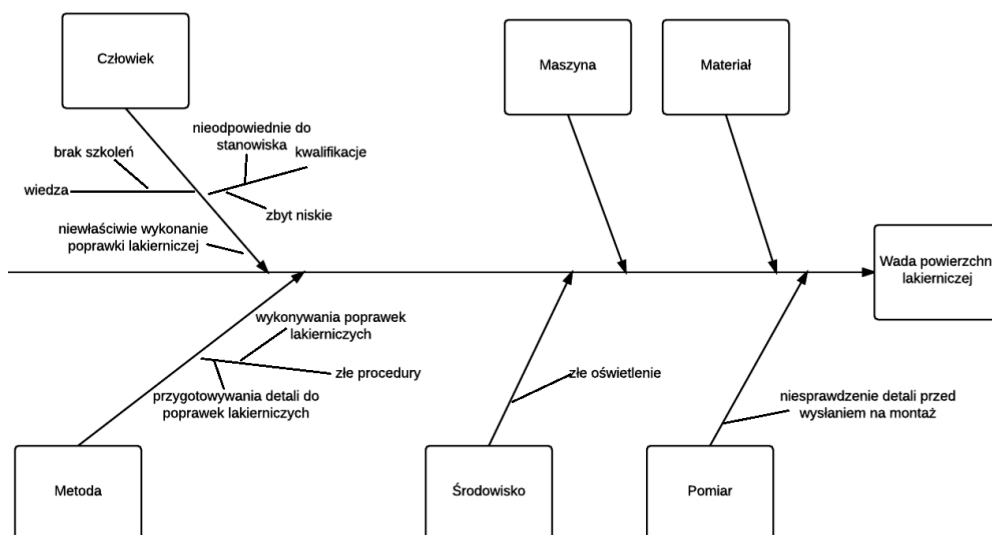 Człowiek
Maszyna
Materiał
nieodpowiednie do
stanowiska
kwalifikacje
brak szkoleń
wiedza
zbyt niskie
niewłaściwie wykonanie
poprawki lakierniczej
Wada powierzchn
lakierniczej
wykonywania poprawek
lakierniczych
złe procedury
przygotowywania detali do
poprawek lakierniczych
złe oświetlenie
niesprawdzenie detali przed
wysłaniem na montaż
Metoda
Środowisko
Pomiar